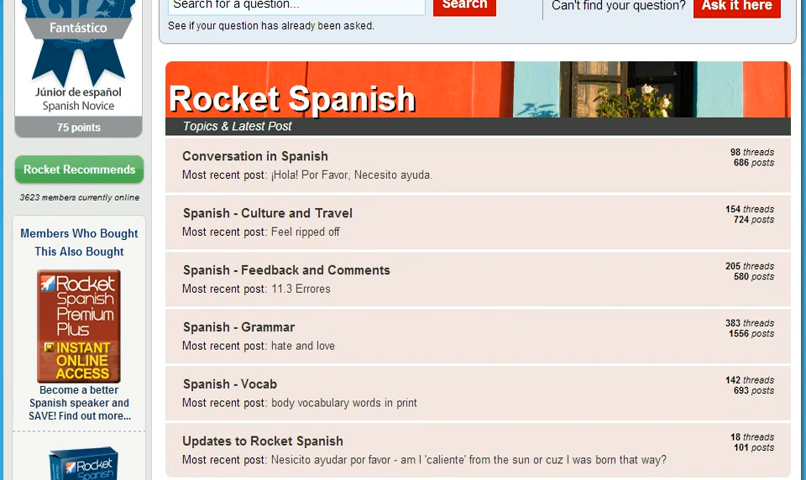 Fantástico
Júnior de español
Spanish Novice
75 points
Rocket Recommends
3623 members currently online
Members Who Bought
This Also Bought
Rocket
Spanish
Premium
Plus
INSTANT
ONLINE
ACCESS
Become a better
Spanish speaker and
SAVE! Find out more...
Rocket
Spanish
Search for a question...
Search
Can't find your question?
Ask it here
See if your question has already been asked.
Rocket Spanish
Topics & Latest Post
Conversation in Spanish
98 threads
686 posts
Most recent post: ¡Hola! Por Favor, Necesito ayuda.
Spanish - Culture and Travel
154 threads
724 posts
Most recent post: Feel ripped off
Spanish - Feedback and Comments
205 threads
580 posts
Most recent post: 11.3 Errores
Spanish - Grammar
383 threads
1556 posts
Most recent post: hate and love
Spanish - Vocab
142 threads
693 posts
Most recent post: body vocabulary words in print
Updates to Rocket Spanish
18 threads
101 posts
Most recent post: Nesicito ayudar por favor - am I 'caliente' from the sun or cuz I was born that way?